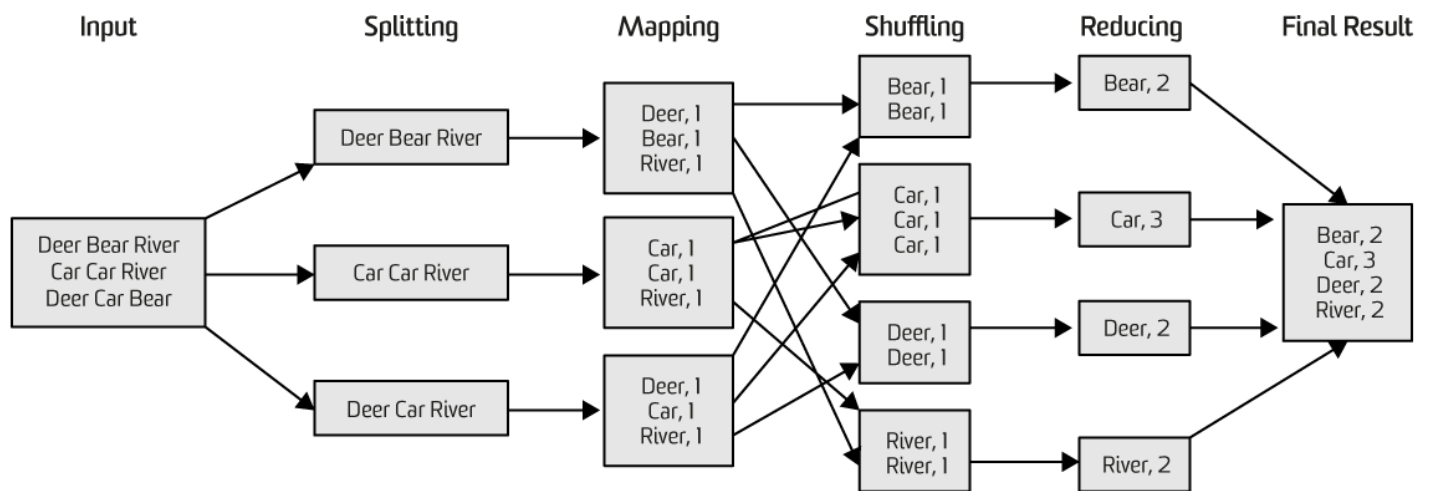 Input
Splitting
Mapping
Shuffling
Reducing
Final Result
Deer Bear River
Car Car River
Deer Car Bear
Deer Bear River
Car Car River
Deer Car River
Deer, 1
Bear, 1
River, 1
Car, 1
Car, 1
River, 1
Deer, 1
Car, 1
River, 1
Bear, 1
Bear, 1
Car, 1
Car, 1
Car, 1
Deer, 1
Deer, 1
River, 1
River, 1
Bear, 2
Car, 3
Deer, 2
River, 2
Bear, 2
Car, 3
Deer, 2
River, 2